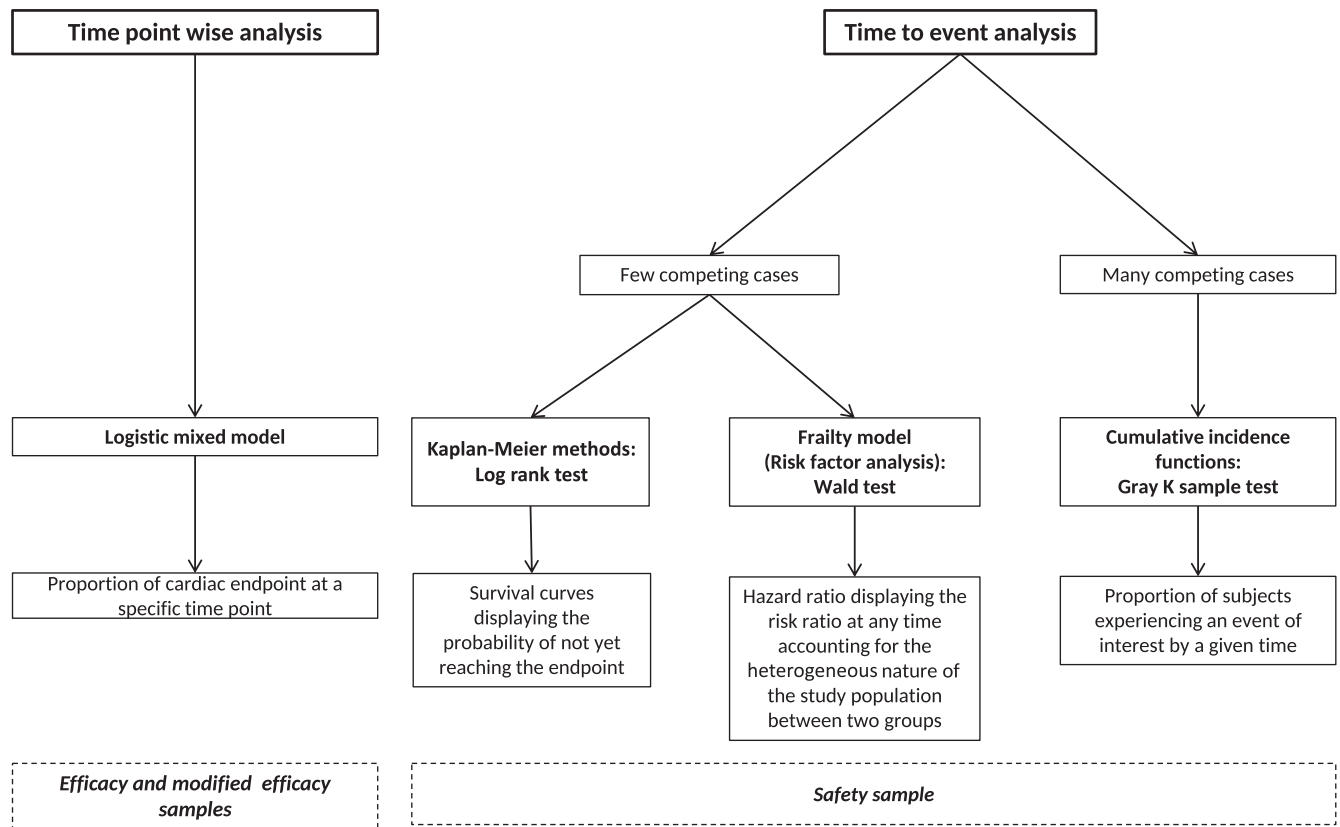 Time point wise analysis
Time to event analysis
Few competing cases
Many competing cases
Logistic mixed model
Kaplan-Meier methods:
Log rank test
Frailty model
(Risk factor analysis):
Wald test
Cumulative incidence
functions:
Gray K sample test
Proportion of cardiac endpoint at a
specific time point
Survival curves
displaying the
probability of not yet
reaching the endpoint
Hazard ratio displaying the
risk ratio at any time
accounting for the
heterogeneous nature of
the study population
between two groups
Proportion of subjects
experiencing an event of
interest by a given time
Efficacy and modified  efficacy
samples
Safety sample